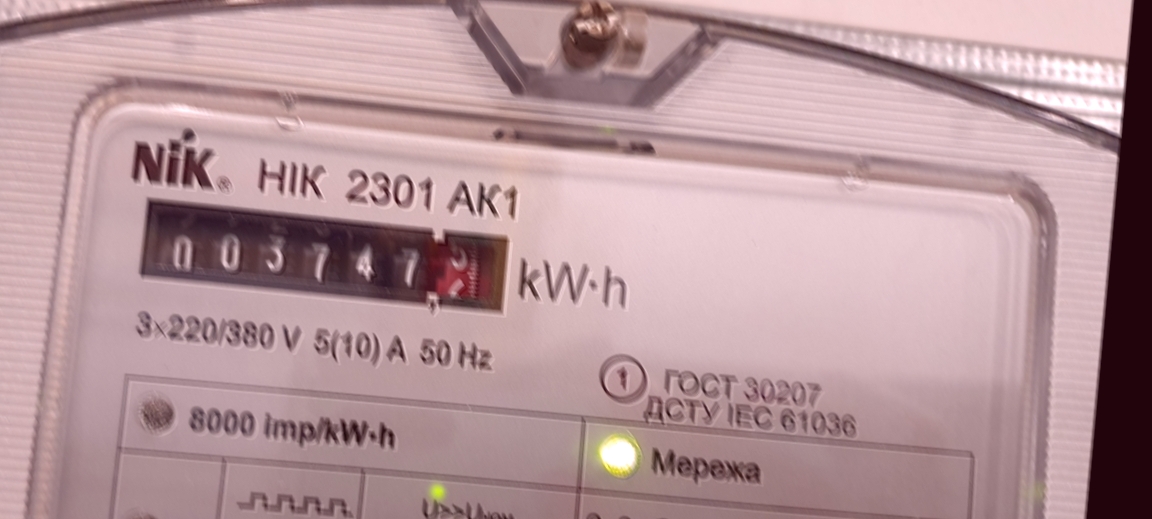 NiK® НІК 2301 АК1
003747 kW·h
3×220/380 V 5(10) A 50 Hz
1 ГОСТ 30207
ДСТУ IEC 61036
8000 imp/kW·h
Мережа